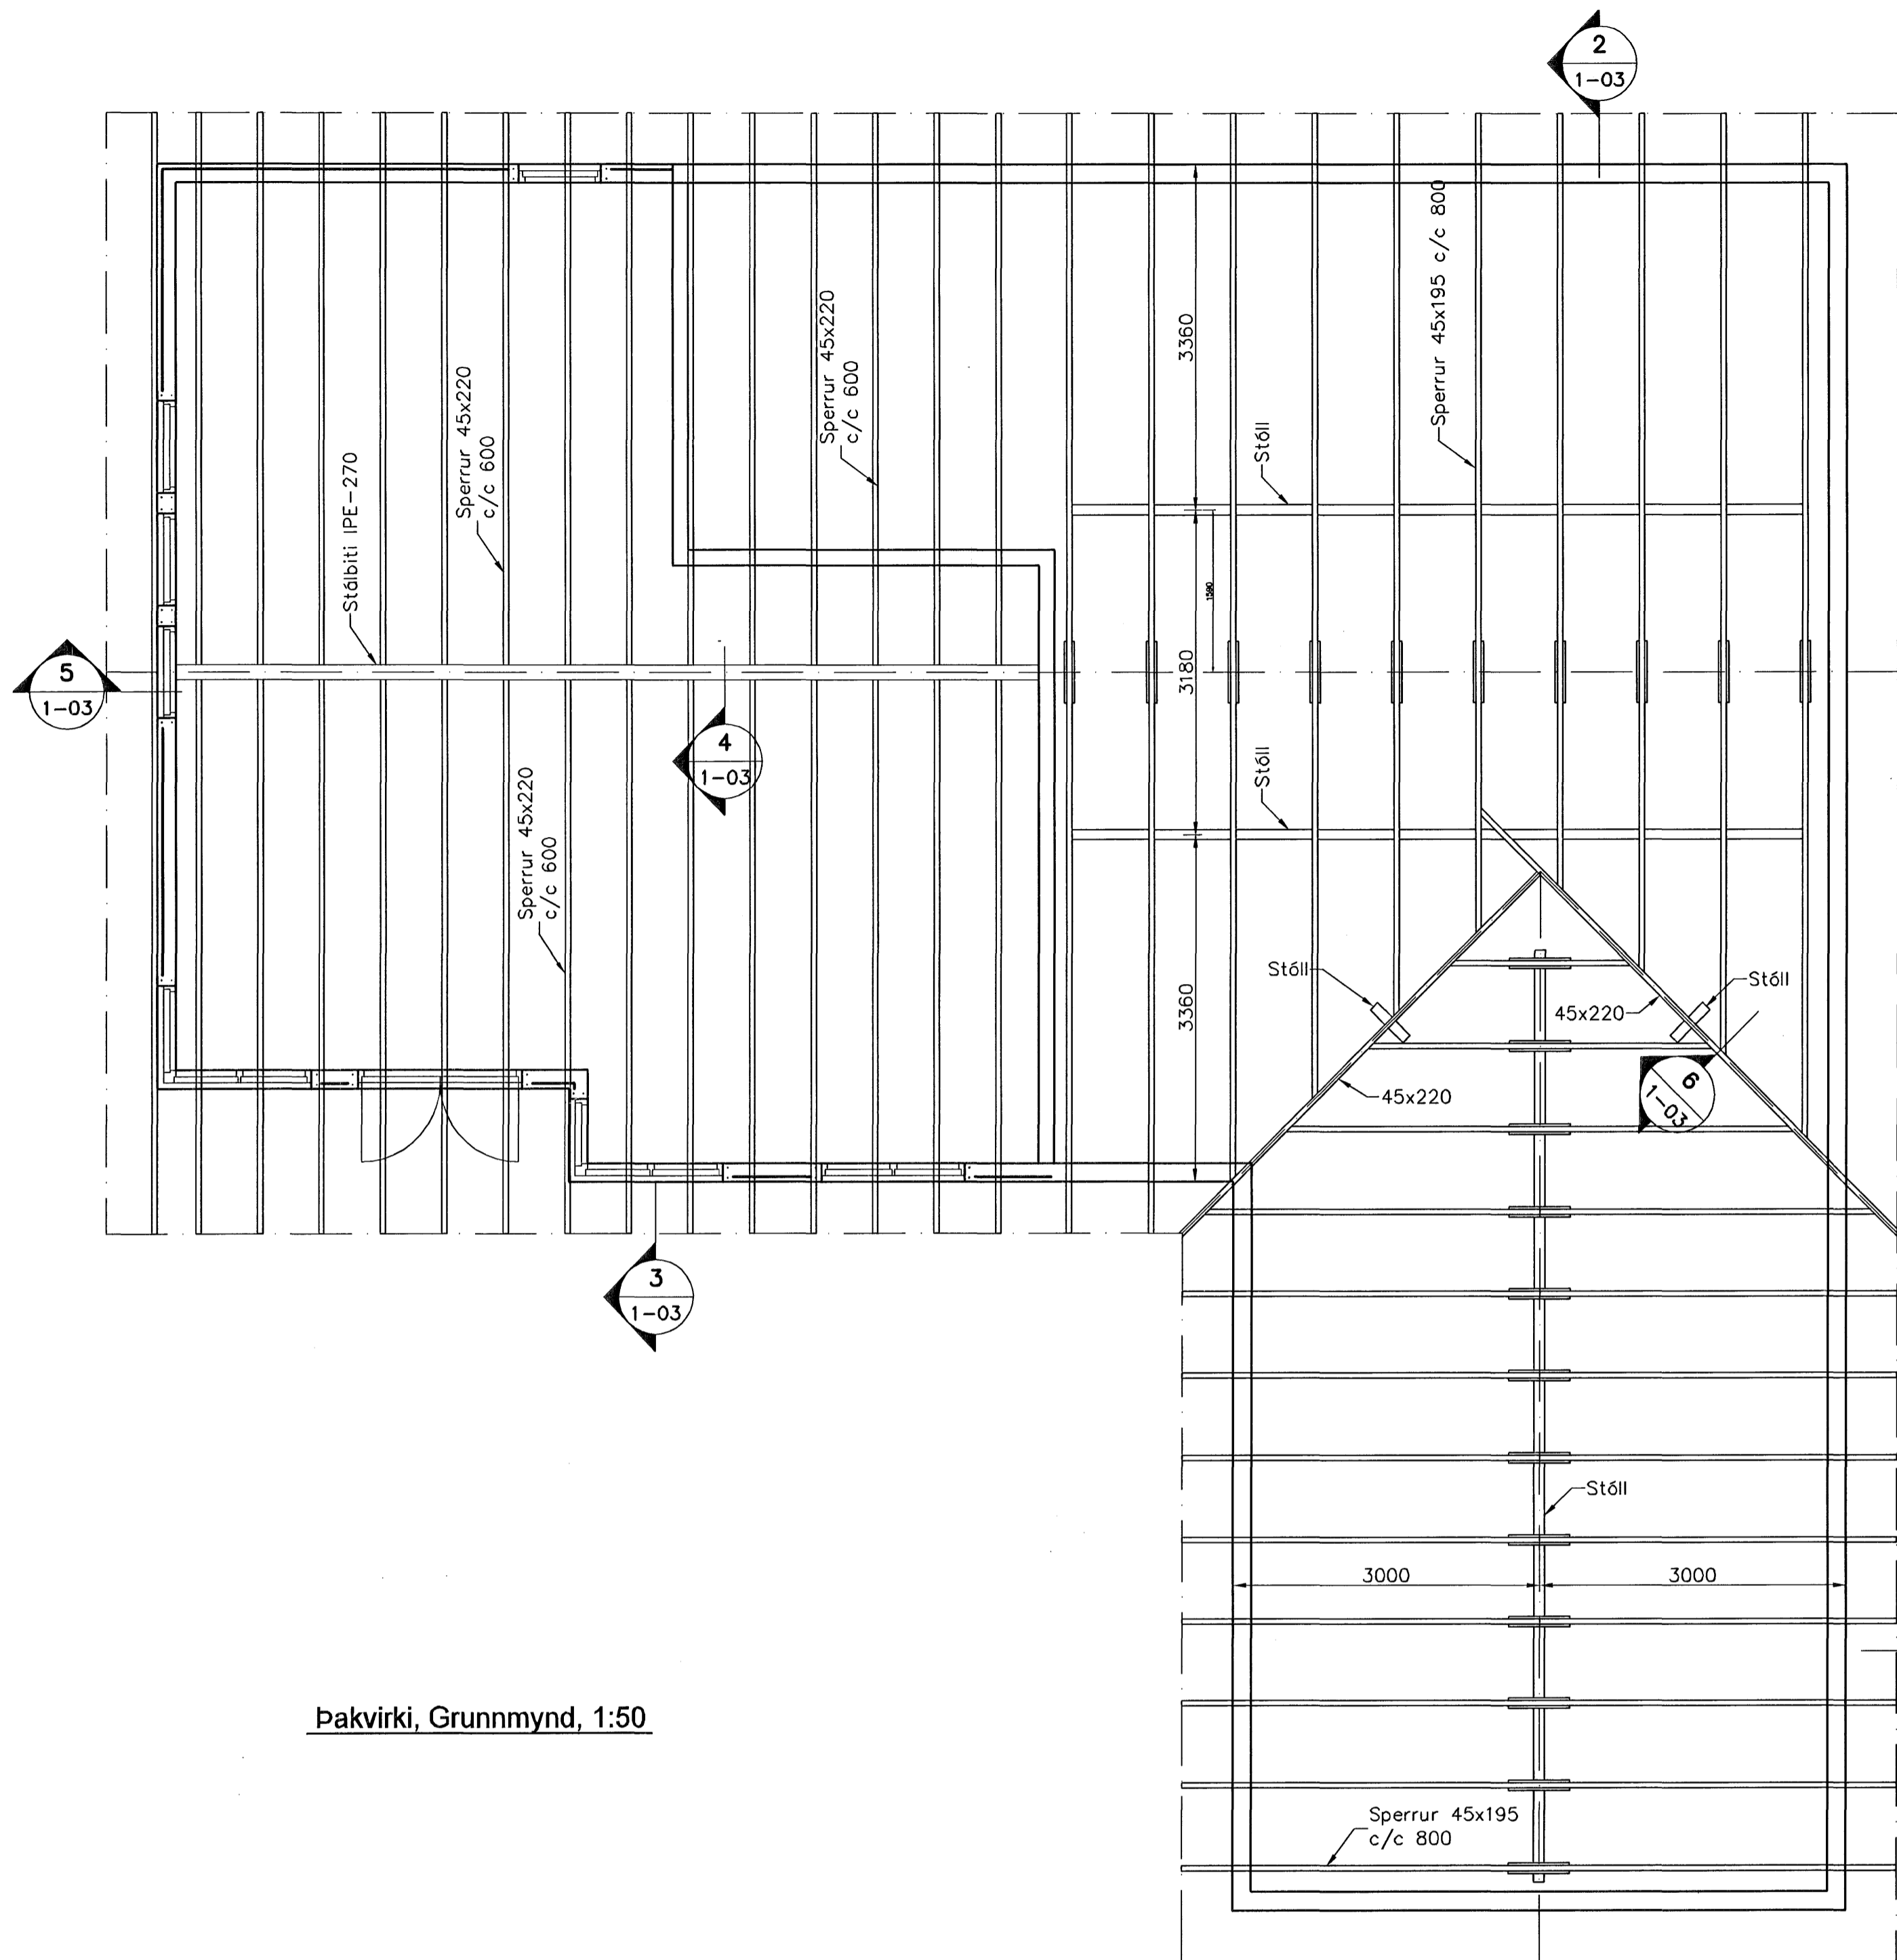 2
1-03
Sperrur 45x195 c/c 800
3360
Sperrur 45x220
c/c 600
Sperrur 45x220
c/c 600
Stóll
Stálbiti IPE-270
1590
3180
5
1-03
4
1-03
Stóll
Sperrur 45x220
c/c 600
3360
Stóll
Stóll
45x220
45x220
6
1-03
3
1-03
Stóll
3000
3000
Þakvirki, Grunnmynd, 1:50
Sperrur 45x195
c/c 800